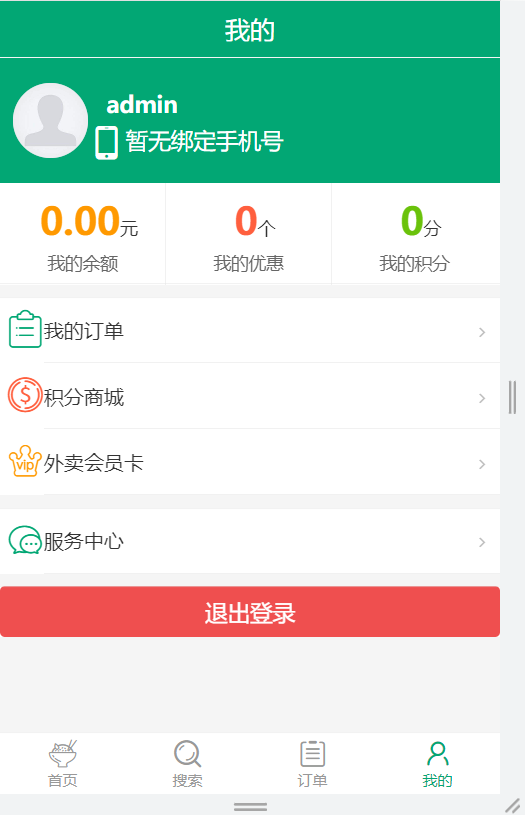 我的
admin
暂无绑定手机号
0.00元
0个
0分
我的余额
我的优惠
我的积分
我的订单
$ 积分商城
vip 外卖会员卡
服务中心
退出登录
首页
搜索
订单
我的